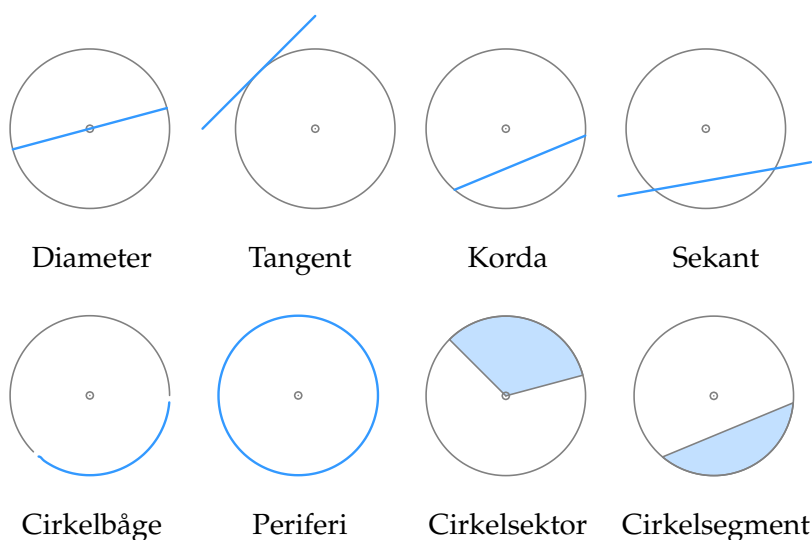 Diameter Tangent Korda Sekant
Cirkelbåge Periferi Cirkelsektor Cirkelsegment